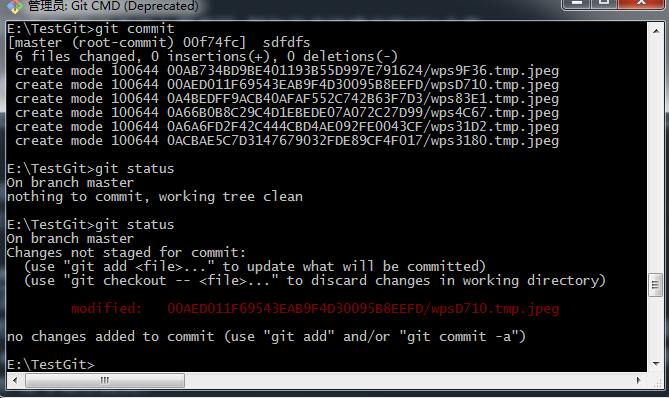 管理员: Git CMD (Deprecated)
E:\TestGit>git commit
[master (root-commit) 00f74fc]  sdfdfs
 6 files changed, 0 insertions(+), 0 deletions(-)
 create mode 100644 00AB734BD9BE401193B55D997E791624/wps9F36.tmp.jpeg
 create mode 100644 00AED011F69543EAB9F4D30095B8EEFD/wpsD710.tmp.jpeg
 create mode 100644 0A4BEDFF9ACB40AFAF552C742B63F7D3/wps83E1.tmp.jpeg
 create mode 100644 0A66B0B8C29C4D1EBEDE07A072C27D99/wps4C67.tmp.jpeg
 create mode 100644 0A6A6FD2F42C444CBD4AE092FE0043CF/wps31D2.tmp.jpeg
 create mode 100644 0ACBAE5C7D3147679032FDE89CF4F017/wps3180.tmp.jpeg
E:\TestGit>git status
On branch master
nothing to commit, working tree clean
E:\TestGit>git status
On branch master
Changes not staged for commit:
  (use "git add <file>..." to update what will be committed)
  (use "git checkout -- <file>..." to discard changes in working directory)
        modified:   00AED011F69543EAB9F4D30095B8EEFD/wpsD710.tmp.jpeg
no changes added to commit (use "git add" and/or "git commit -a")
E:\TestGit>